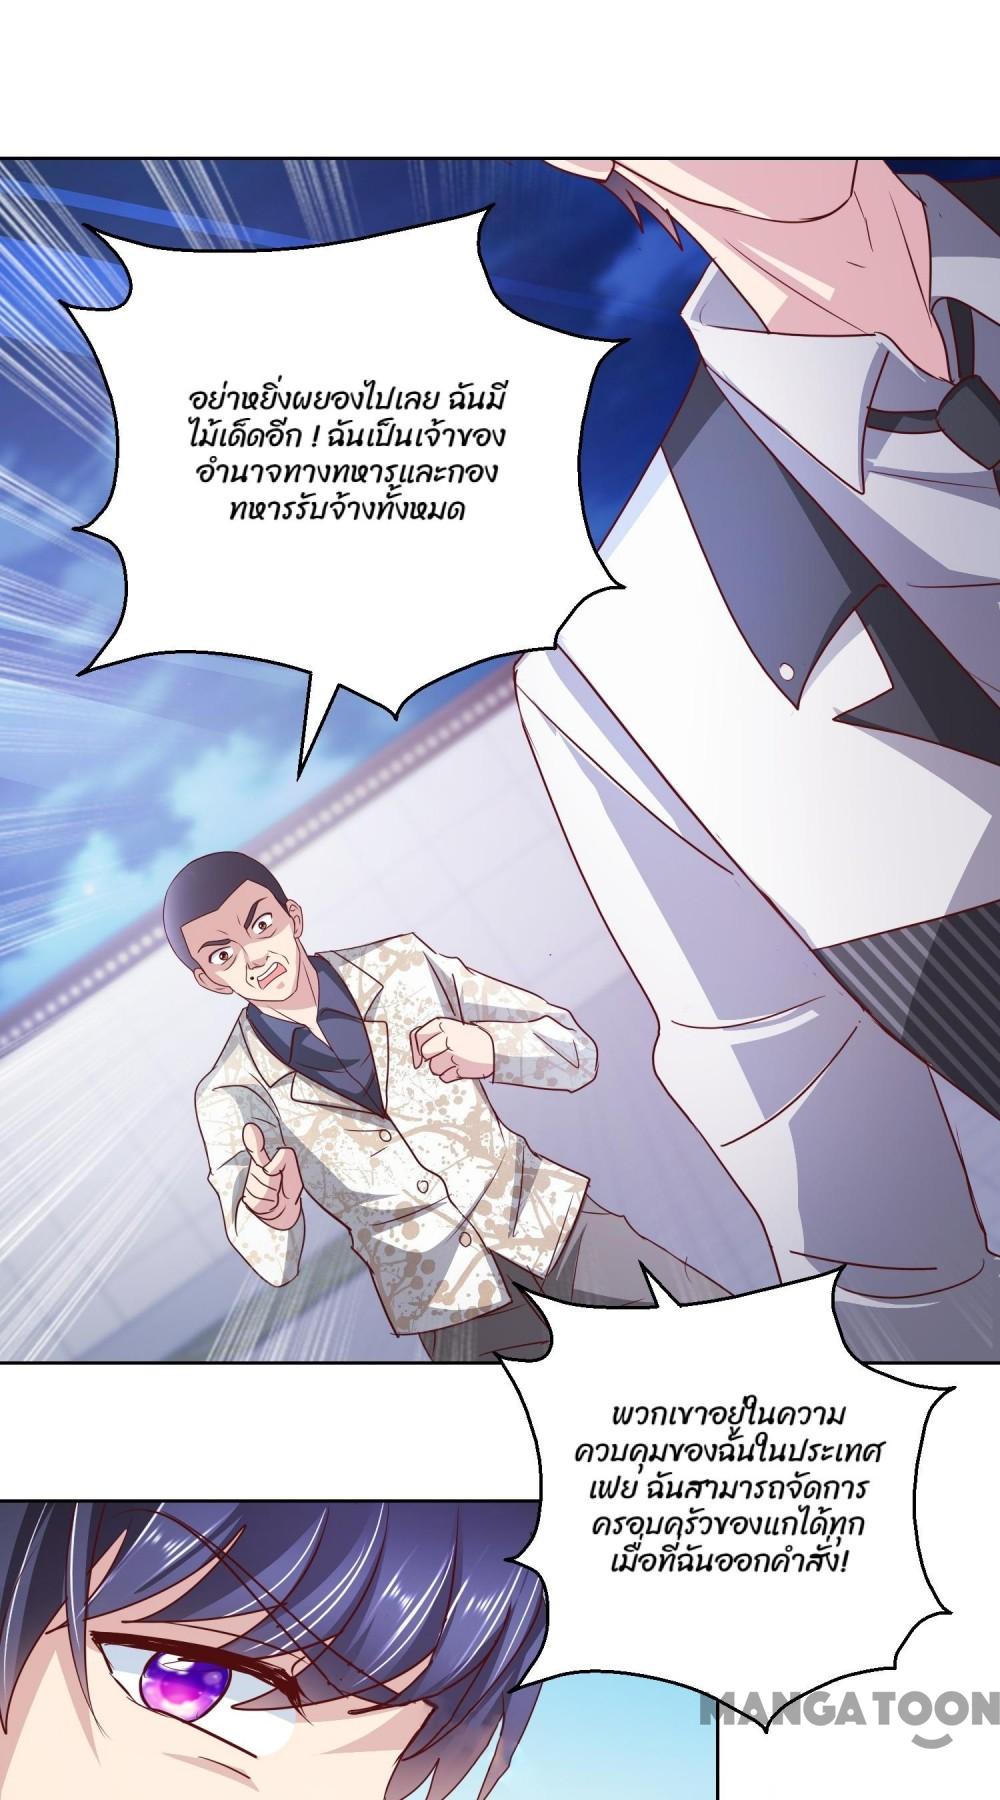 อย่าหยิ่งผยองไปเลย ฉันมี
ไม้เด็ดอีก ! ฉันเป็นเจ้าของ
อำนาจทางทหารและกอง
ทหารรับจ้างทั้งหมด
พวกเขาอยู่ในความ
ควบคุมของฉันในประเทศ
เฟย ฉันสามารถจัดการ
ครอบครัวของแกได้ทุก
เมื่อที่ฉันออกคำสั่ง!
MANGATOON